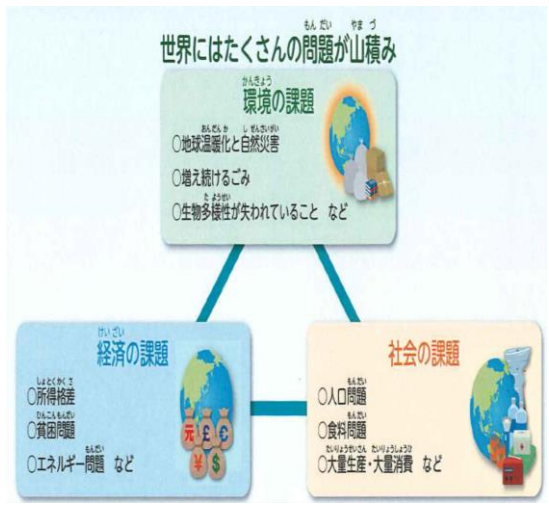 世界にはたくさんの問題が山積み
環境の課題
○地球温暖化と自然災害
○増え続けるごみ
○生物多様性が失われていること など
経済の課題
○所得格差
○貧困問題
○エネルギー問題 など
元 £ €
¥ $
社会の課題
○人口問題
○食料問題
○大量生産・大量消費 など